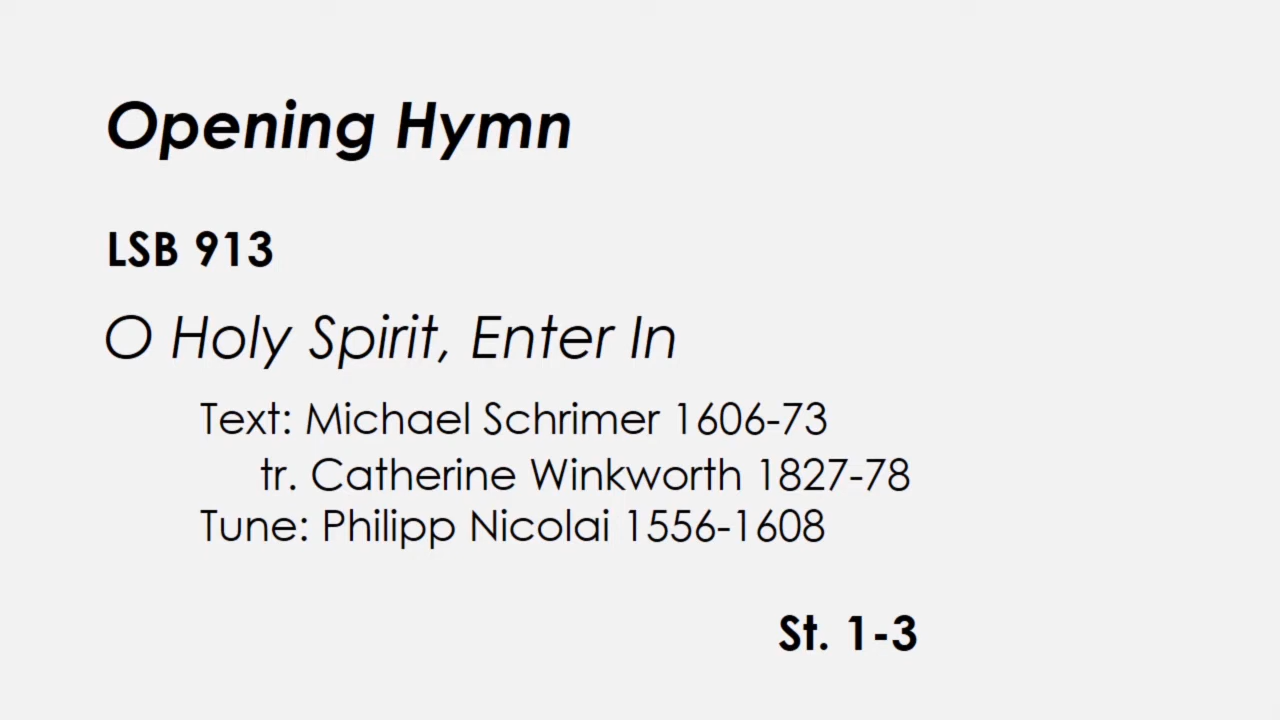 Opening Hymn
LSB 913
O Holy Spirit, Enter In
Text: Michael Schrimer 1606-73
tr. Catherine Winkworth 1827-78
Tune: Philipp Nicolai 1556-1608
St. 1-3